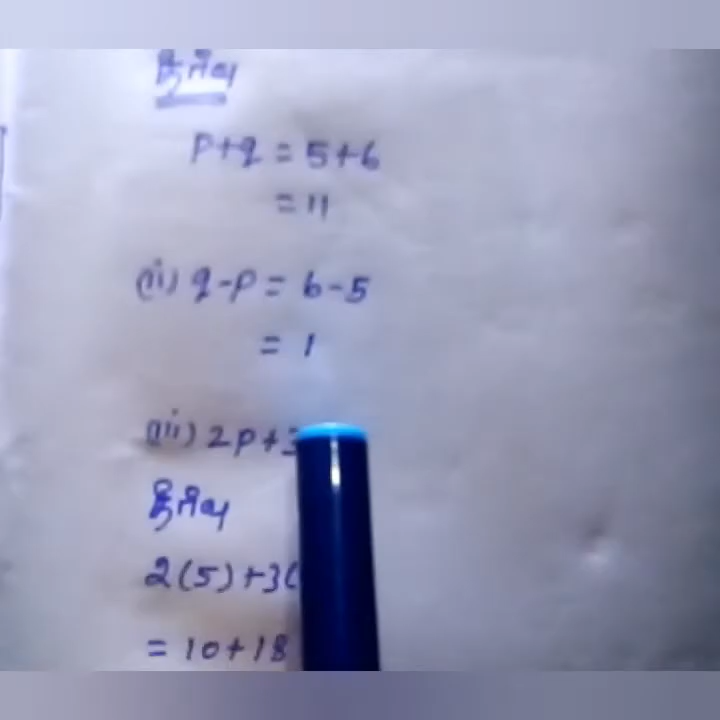 தீர்வு
p+q = 5+6
= 11
(ii) q-p = 6-5
= 1
(iii) 2p+3
தீர்வு
2(5)+3(
= 10+18